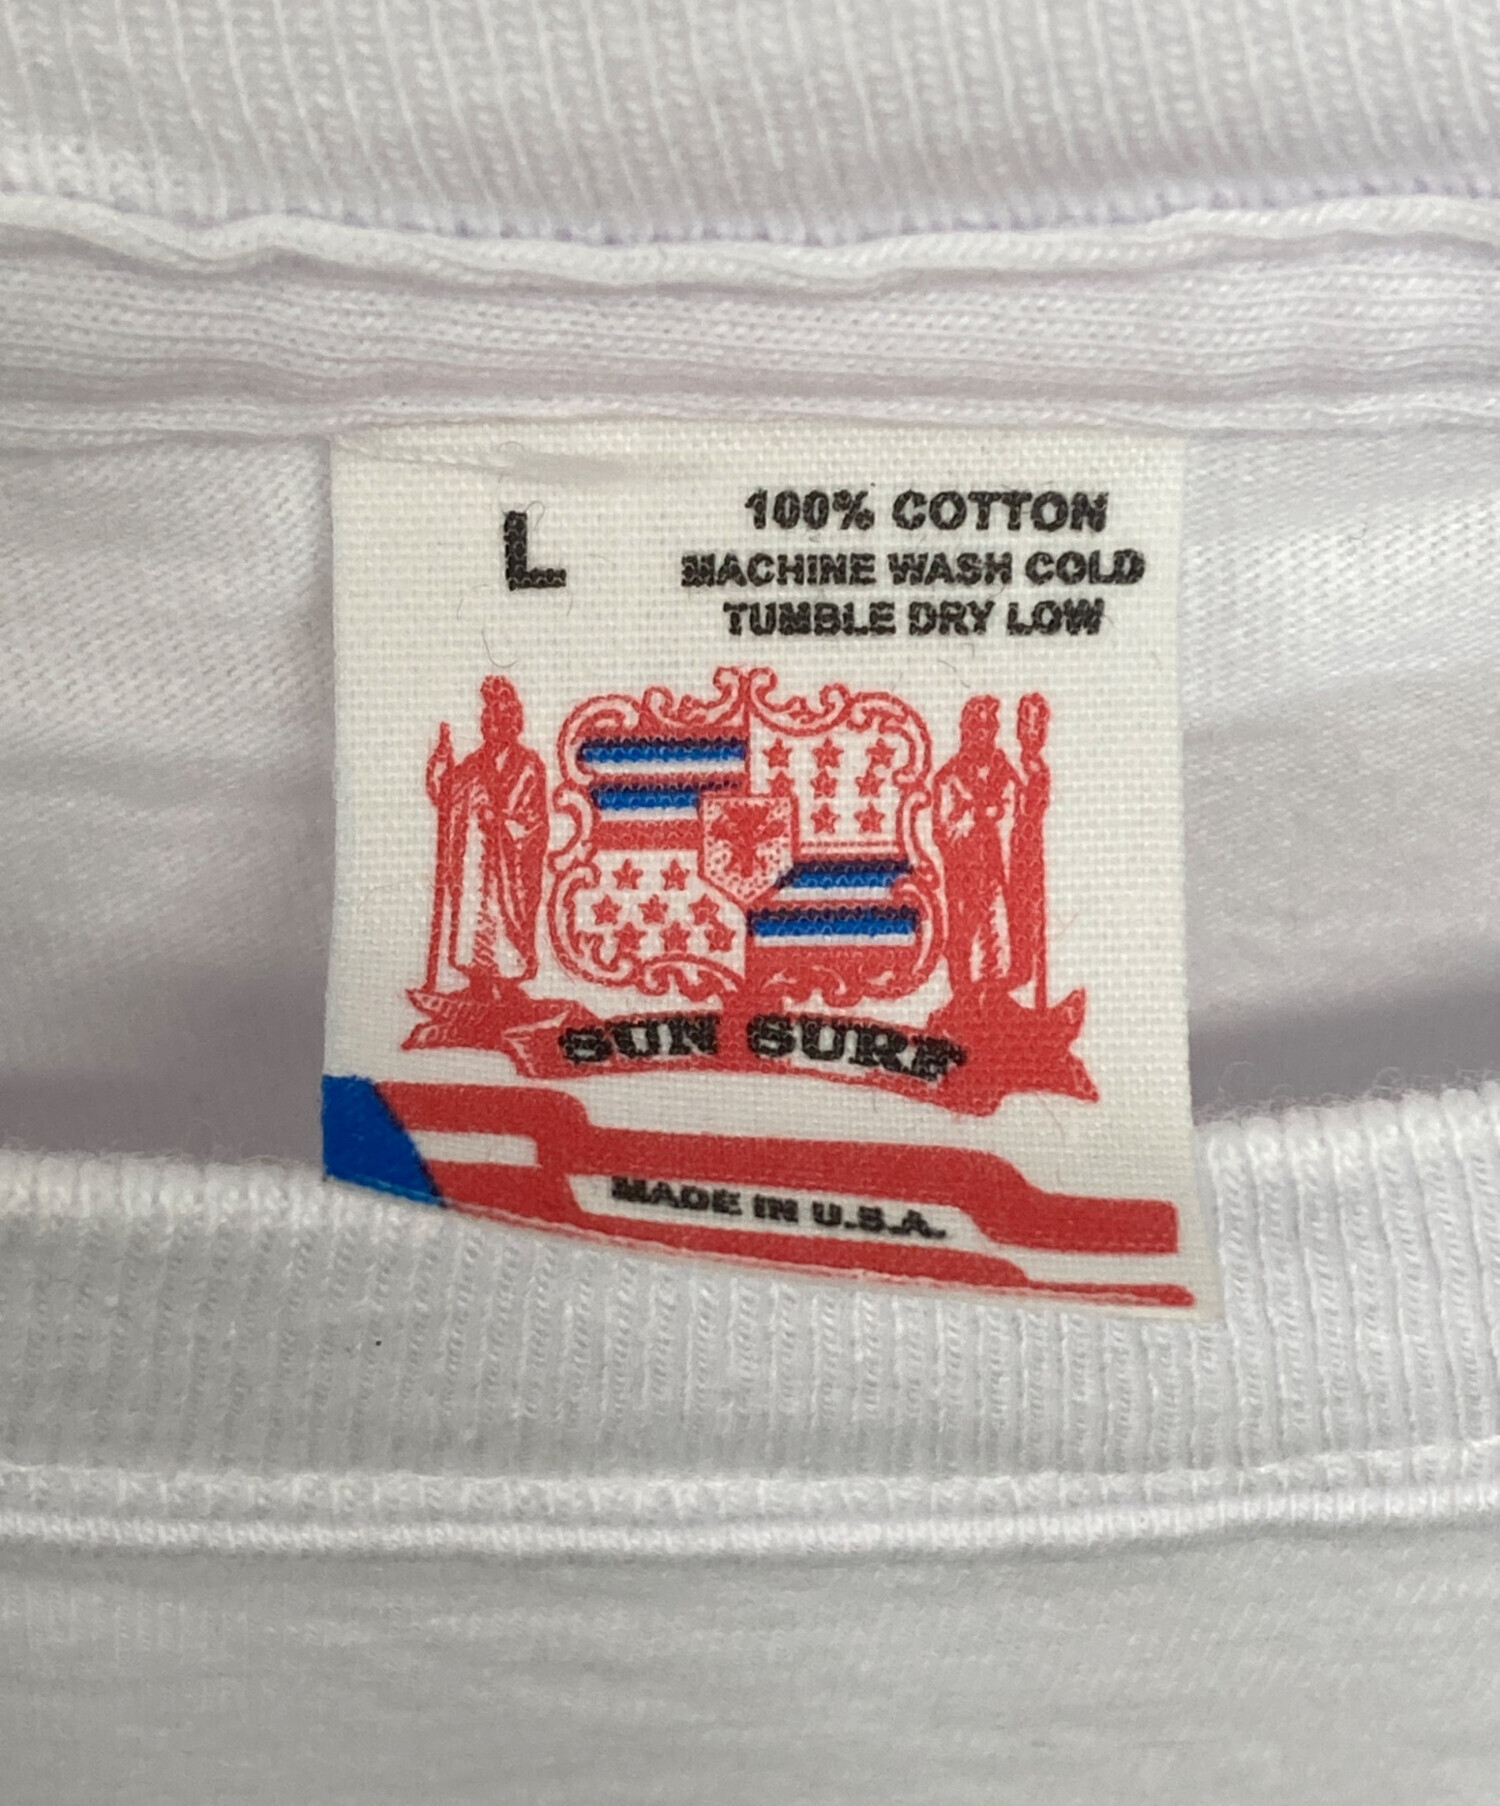 L
100% COTTON
MACHINE WASH COLD
TUMBLE DRY LOW
SUN SURF
MADE IN U.S.A.